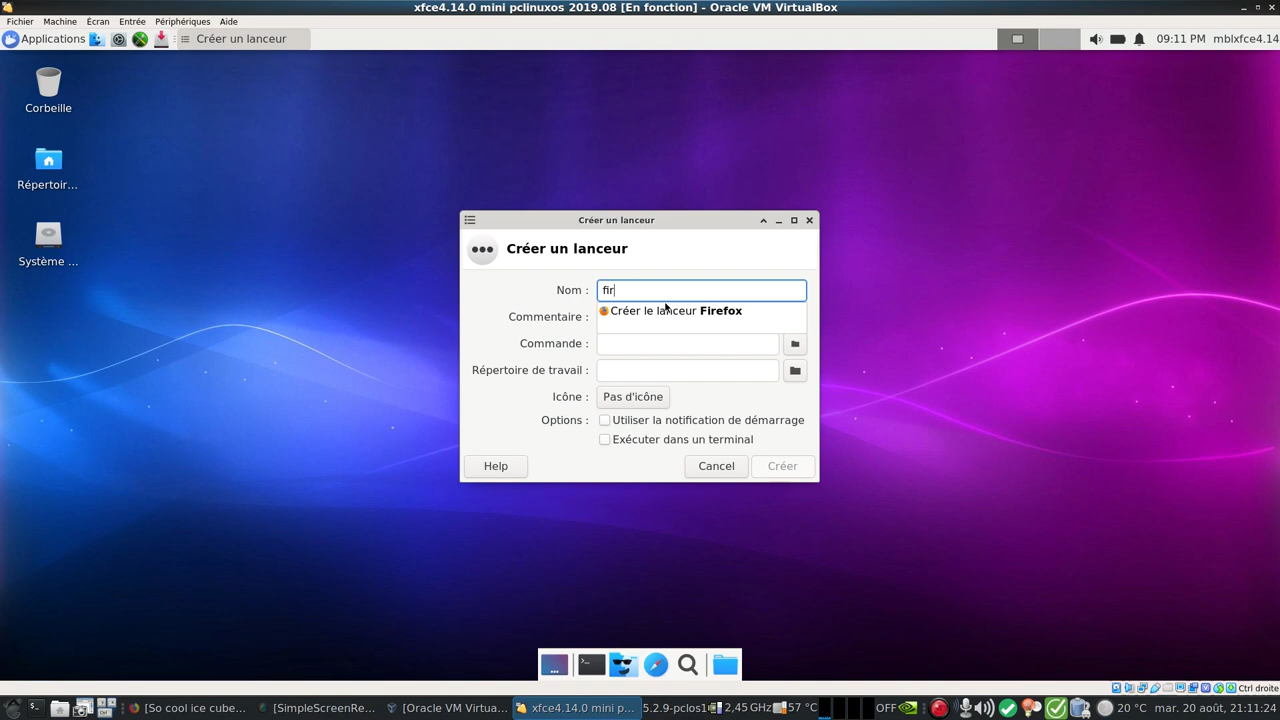 xfce4.14.0 mini pclinuxos 2019.08 [En fonction] - Oracle VM VirtualBox
Fichier Machine Écran Entrée Périphériques Aide
Applications Créer un lanceur 09:11 PM mblxfce4.14
Corbeille
Répertoir...
Système ...
Créer un lanceur
Créer un lanceur
Nom : fir
Créer le lanceur Firefox
Commentaire :
Commande :
Répertoire de travail :
Icône : Pas d'icône
Options : Utiliser la notification de démarrage
Exécuter dans un terminal
Help Cancel Créer
Ctrl droite
[So cool ice cube... [SimpleScreenRe... [Oracle VM Virtua... xfce4.14.0 mini p... 5.2.9-pclos1 2,45 GHz 57 °C OFF 20 °C mar. 20 août, 21:11:24